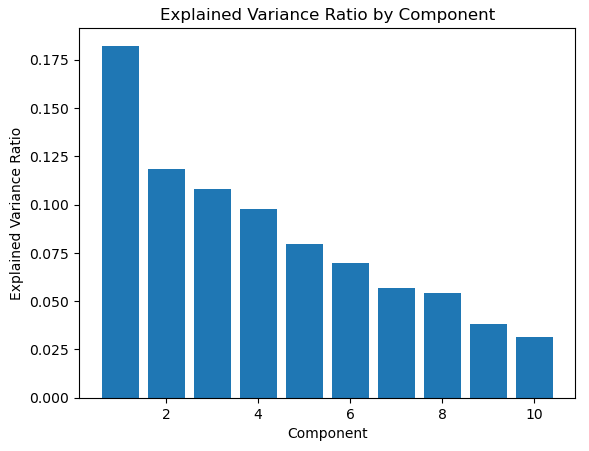 Explained Variance Ratio by Component
Explained Variance Ratio
0.175
0.150
0.125
0.100
0.075
0.050
0.025
0.000
2 4 6 8 10
Component